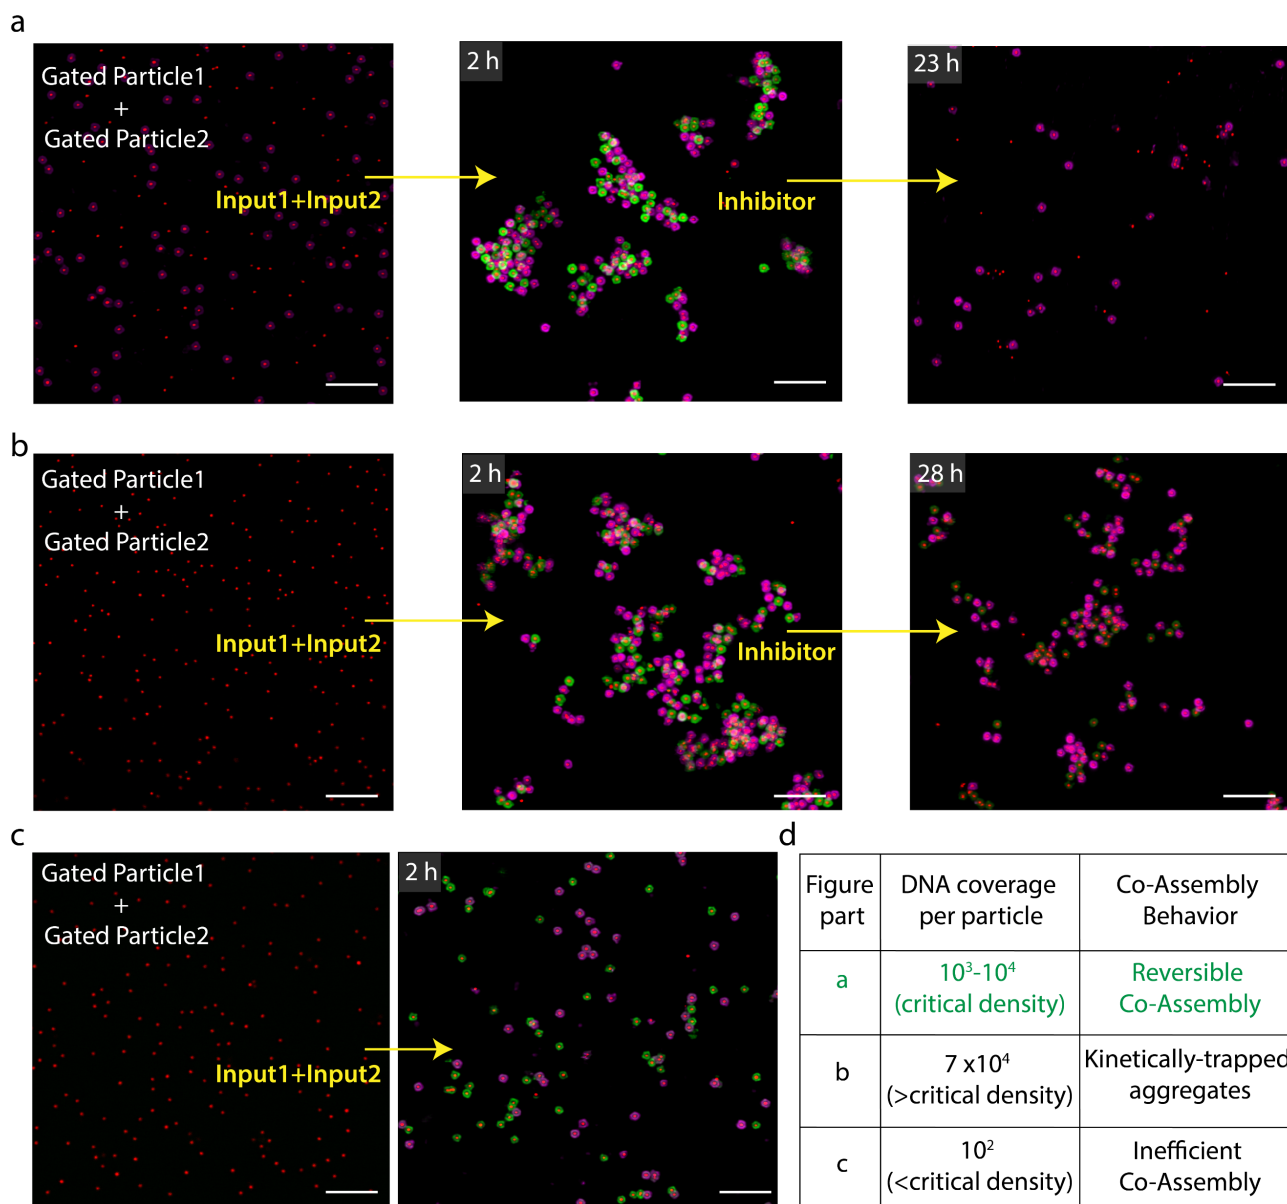 a
Gated Particle1
+
Gated Particle2
Input1+Input2
2 h
Inhibitor
23 h
b
Gated Particle1
+
Gated Particle2
Input1+Input2
2 h
Inhibitor
28 h
c
Gated Particle1
+
Gated Particle2
Input1+Input2
2 h
d
Figure part
DNA coverage per particle
Co-Assembly Behavior
a
10³-10⁴
(critical density)
Reversible
Co-Assembly
b
7 x10⁴
(>critical density)
Kinetically-trapped
aggregates
c
10²
(<critical density)
Inefficient
Co-Assembly